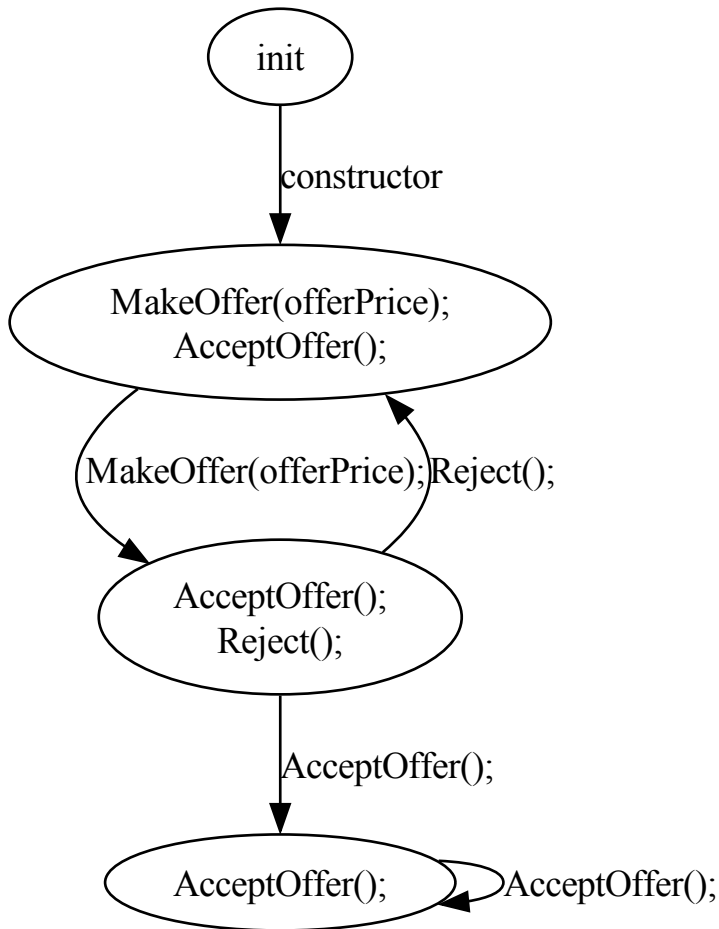 init
constructor
MakeOffer(offerPrice);
AcceptOffer();
MakeOffer(offerPrice);
Reject();
AcceptOffer();
Reject();
AcceptOffer();
AcceptOffer();
AcceptOffer();